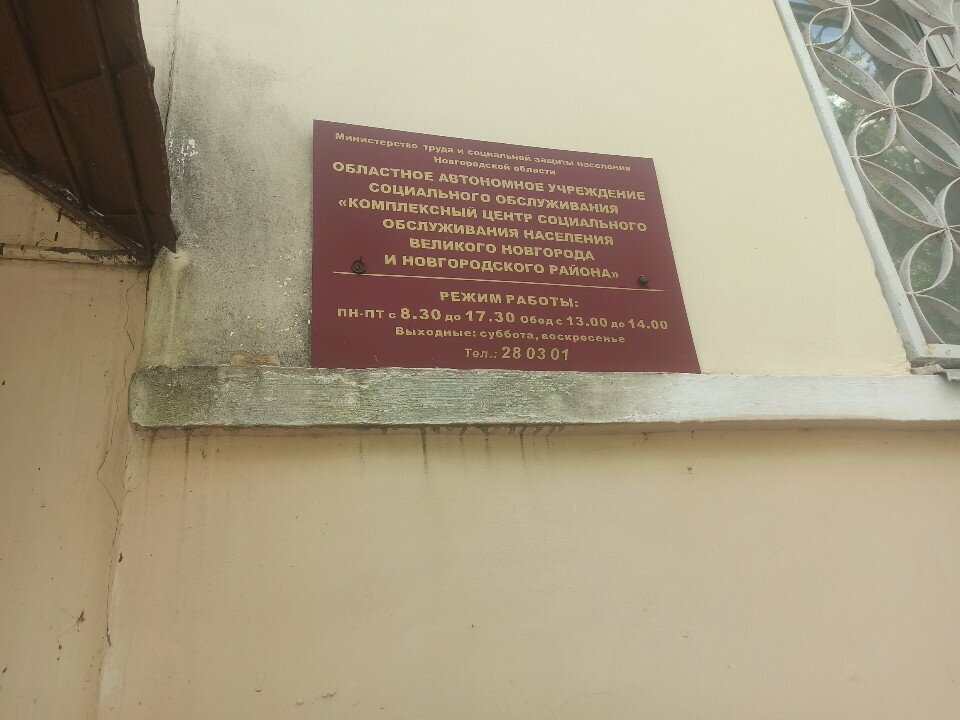 Министерство труда и социальной защиты населения
Новгородской области
ОБЛАСТНОЕ АВТОНОМНОЕ УЧРЕЖДЕНИЕ
СОЦИАЛЬНОГО ОБСЛУЖИВАНИЯ
«КОМПЛЕКСНЫЙ ЦЕНТР СОЦИАЛЬНОГО
ОБСЛУЖИВАНИЯ НАСЕЛЕНИЯ
ВЕЛИКОГО НОВГОРОДА
И НОВГОРОДСКОГО РАЙОНА»
РЕЖИМ РАБОТЫ:
ПН-ПТ с 8.30 до 17.30 Обед с 13.00 до 14.00
Выходные: суббота, воскресенье
Тел.: 28 03 01